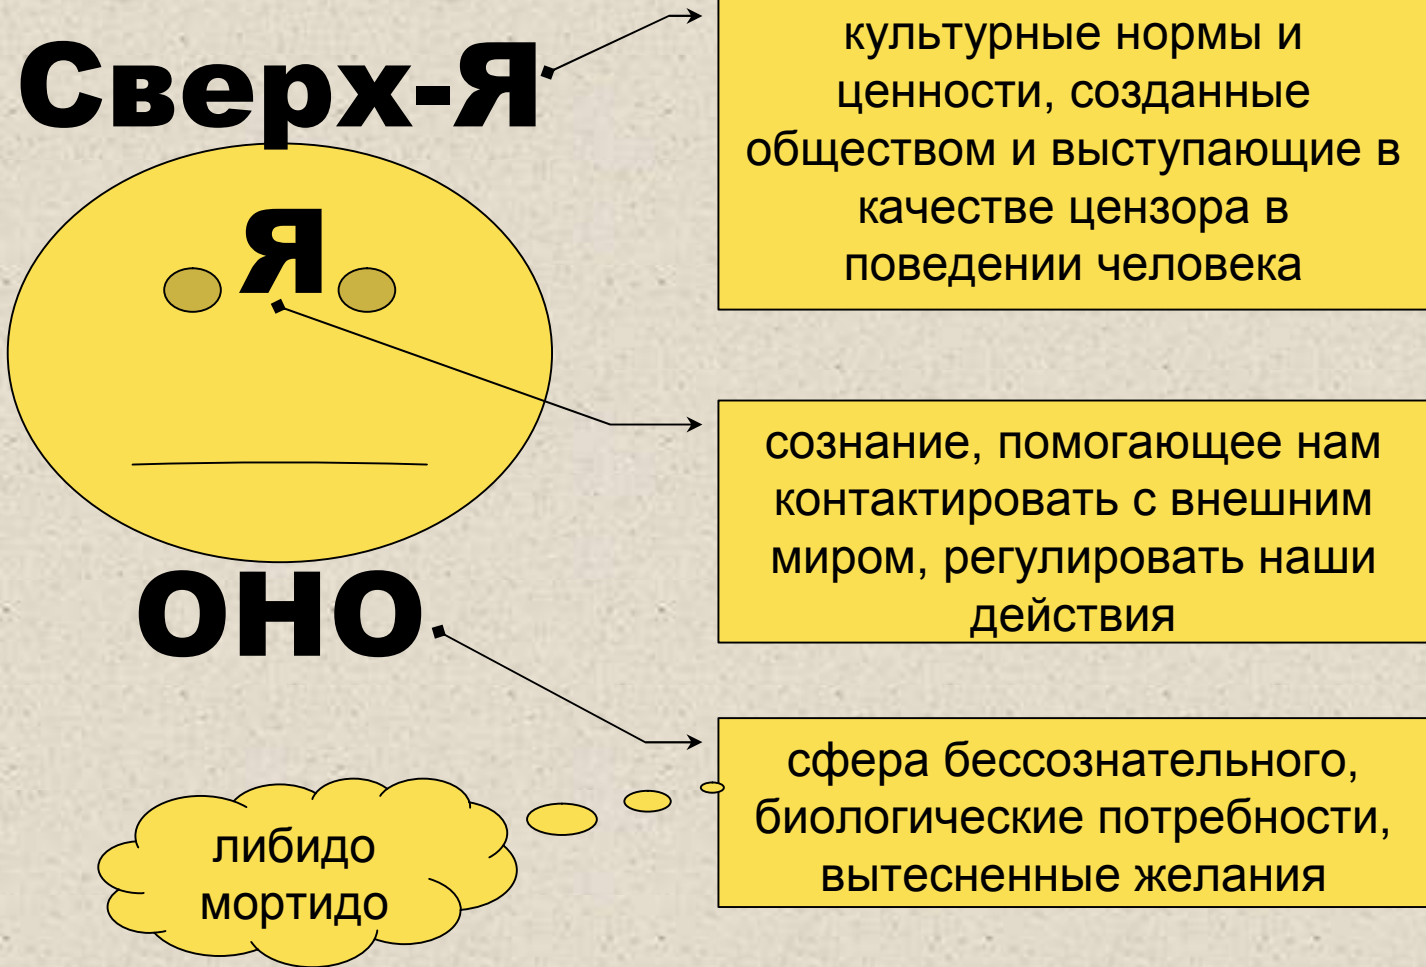 Сверх-Я
культурные нормы и
ценности, созданные
обществом и выступающие в
качестве цензора в
поведении человека
Я
сознание, помогающее нам
контактировать с внешним
миром, регулировать наши
действия
оно
сфера бессознательного,
биологические потребности,
вытесненные желания
либидо
мортидо